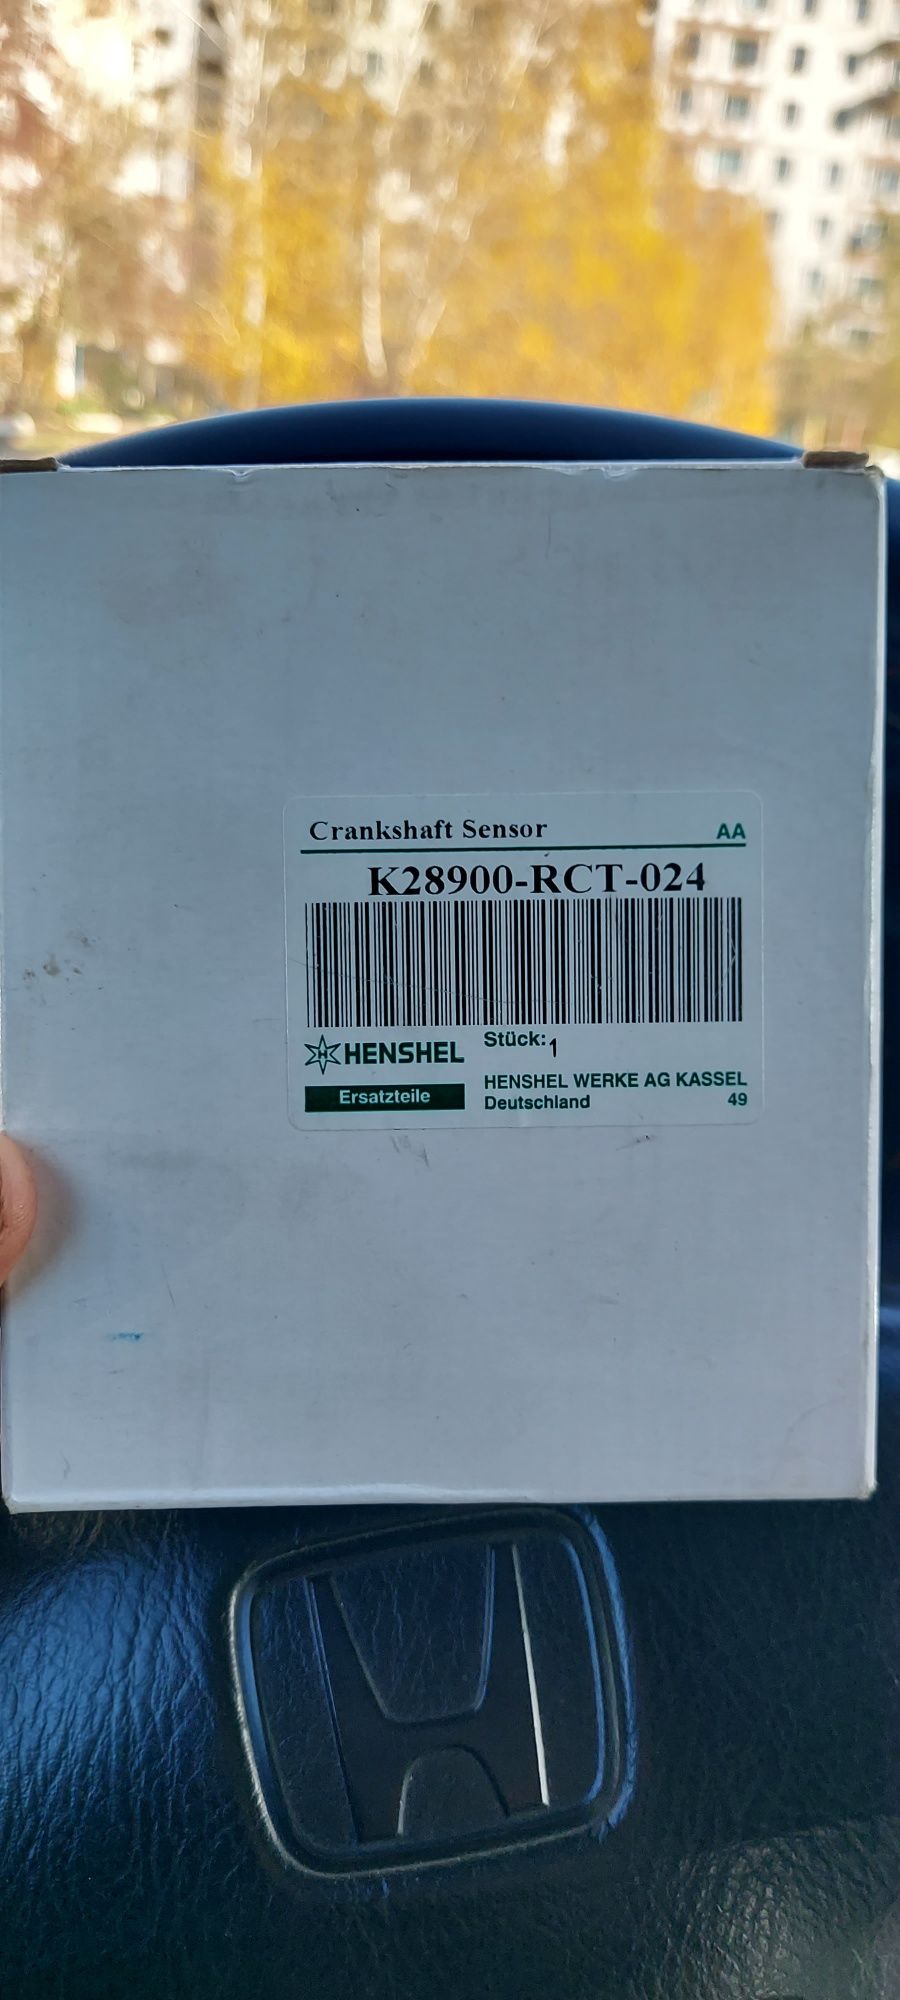 Crankshaft Sensor AA
K28900-RCT-024
H HENSHEL
Stück: 1
Ersatzteile
HENSHEL WERKE AG KASSEL
Deutschland 49